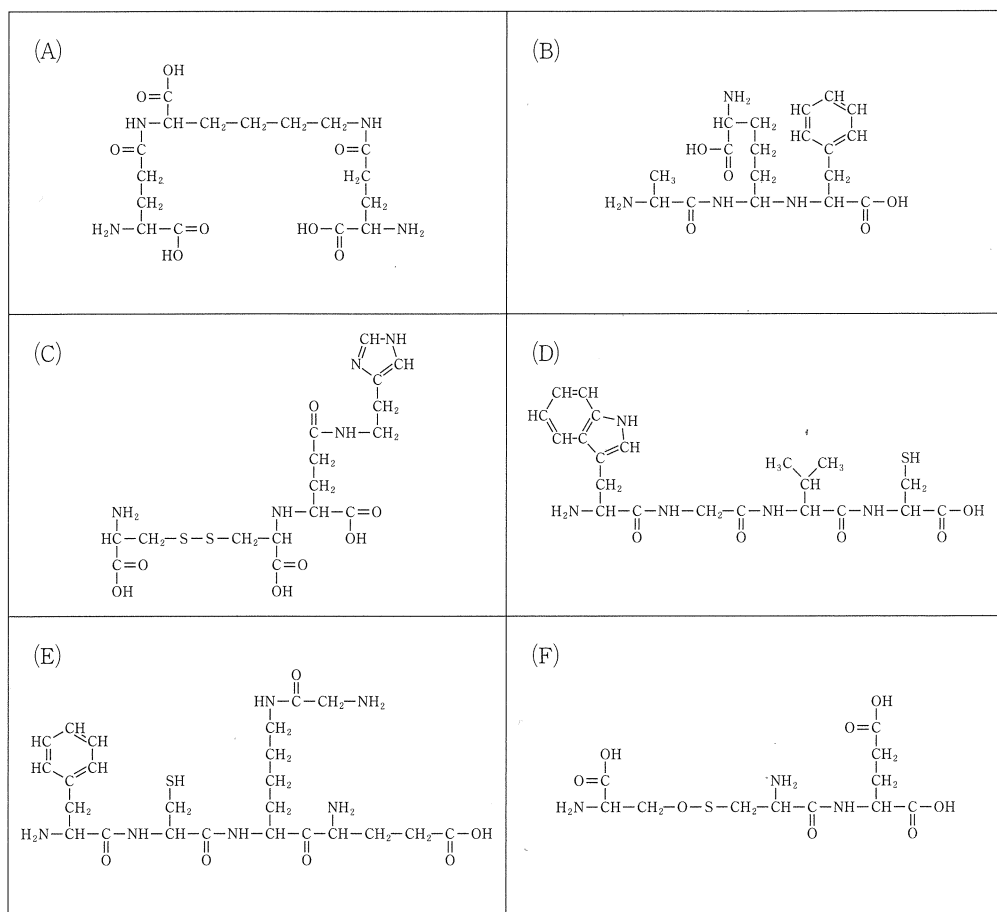 (A)
OH
O=C
HN—CH—CH₂—CH₂—CH₂—CH₂—NH
O=C O=C
CH₂ H₂C
CH₂ CH₂
H₂N—CH—C=O HO—C—CH—NH₂
HO O
(B)
NH₂ CH
HC—CH₂ HC CH
HO—C CH₂ HC CH
O CH₂ C
CH₃ CH₂
H₂N—CH—C—NH—CH—NH—CH—C—OH
O O
(C)
CH—NH
N CH
C
CH₂
O
C—NH—CH₂
CH₂
CH₂
NH₂ HN—CH—C=O
HC—CH₂—S—S—CH₂—CH OH
C=O C=O
OH OH
(D)
CH=CH
HC C NH
CH C CH
C
H₃C CH₃ SH
CH₂ CH CH₂
H₂N—CH—C—NH—CH₂—C—NH—CH—C—NH—CH—C—OH
O O O O
(E)
O
HN—C—CH₂—NH₂
CH CH₂
HC CH CH₂
HC CH SH CH₂
C CH₂ CH₂ NH₂
CH₂
H₂N—CH—C—NH—CH—C—NH—CH—C—CH—CH₂—CH₂—C—OH
O O O O
(F)
OH
O=C
OH CH₂
O=C NH₂ CH₂
H₂N—CH—CH₂—O—S—CH₂—CH—C—NH—CH—C—OH
O O